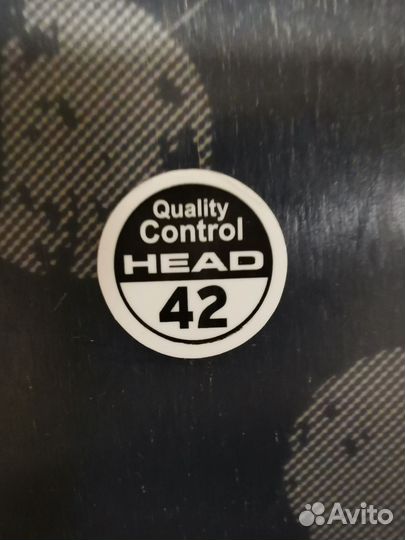 Quality
Control
HEAD
42
Avito